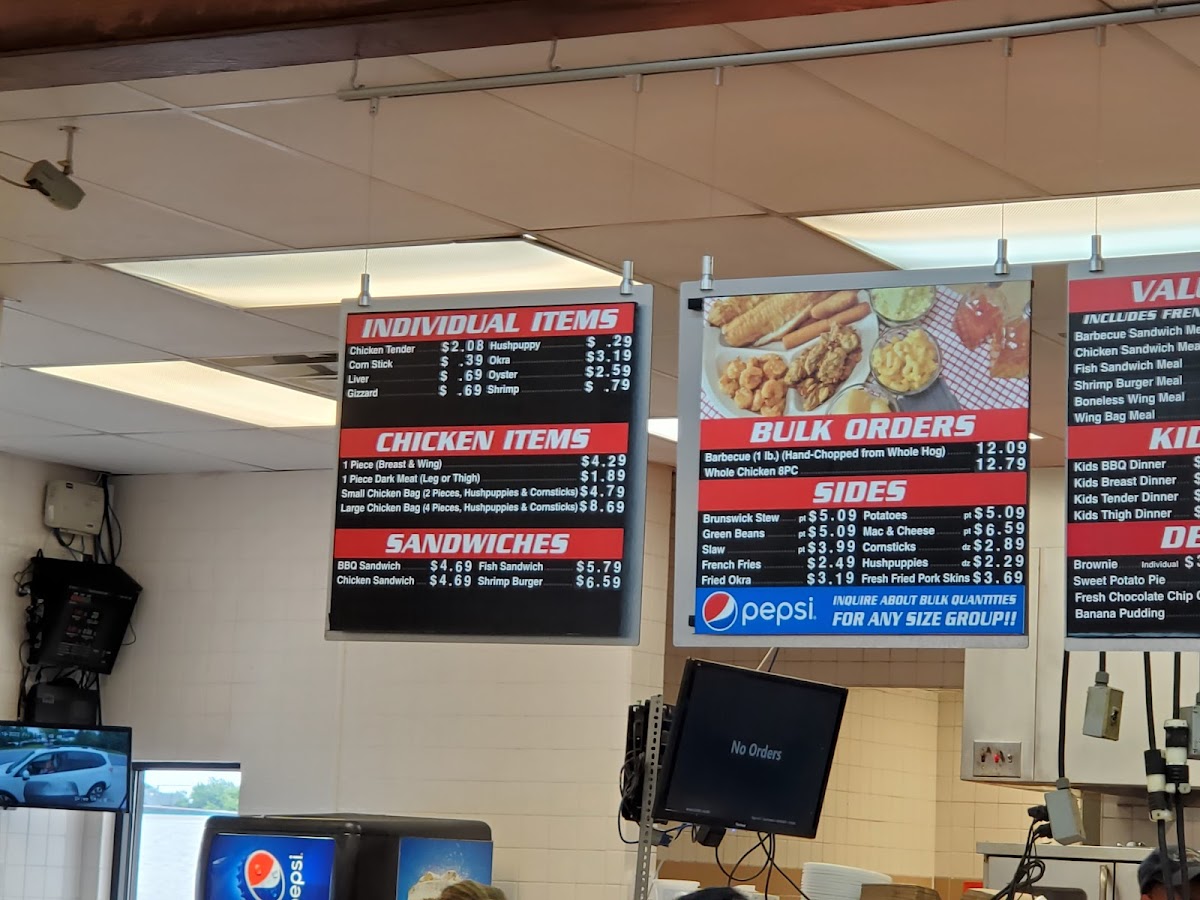 INDIVIDUAL ITEMS
Chicken Tender $2.08 Hushpuppy $ .29
Corn Stick $ .39 Okra $3.19
Liver $ .69 Oyster $2.59
Gizzard $ .69 Shrimp $ .79
CHICKEN ITEMS
1 Piece (Breast & Wing) $4.29
1 Piece Dark Meat (Leg or Thigh) $1.89
Small Chicken Bag (2 Pieces, Hushpuppies & Cornsticks) $4.79
Large Chicken Bag (4 Pieces, Hushpuppies & Cornsticks) $8.69
SANDWICHES
BBQ Sandwich $4.69 Fish Sandwich $5.79
Chicken Sandwich $4.69 Shrimp Burger $6.59
BULK ORDERS
Barbecue (1 lb.) (Hand-Chopped from Whole Hog) 12.09
Whole Chicken 8PC 12.79
SIDES
Brunswick Stew pt $5.09 Potatoes pt $5.09
Green Beans pt $5.09 Mac & Cheese pt $6.59
Slaw pt $3.99 Cornsticks dz $2.89
French Fries $2.49 Hushpuppies dz $2.29
Fried Okra $3.19 Fresh Fried Pork Skins $3.69
pepsi
INQUIRE ABOUT BULK QUANTITIES
FOR ANY SIZE GROUP!!
VAL
INCLUDES FREN
Barbecue Sandwich Me
Chicken Sandwich Mea
Fish Sandwich Meal
Shrimp Burger Meal
Boneless Wing Meal
Wing Bag Meal
KI
Kids BBQ Dinner $
Kids Breast Dinner $
Kids Tender Dinner $
Kids Thigh Dinner $
DE
Brownie Individual $
Sweet Potato Pie
Fresh Chocolate Chip
Banana Pudding
No Orders
pepsi